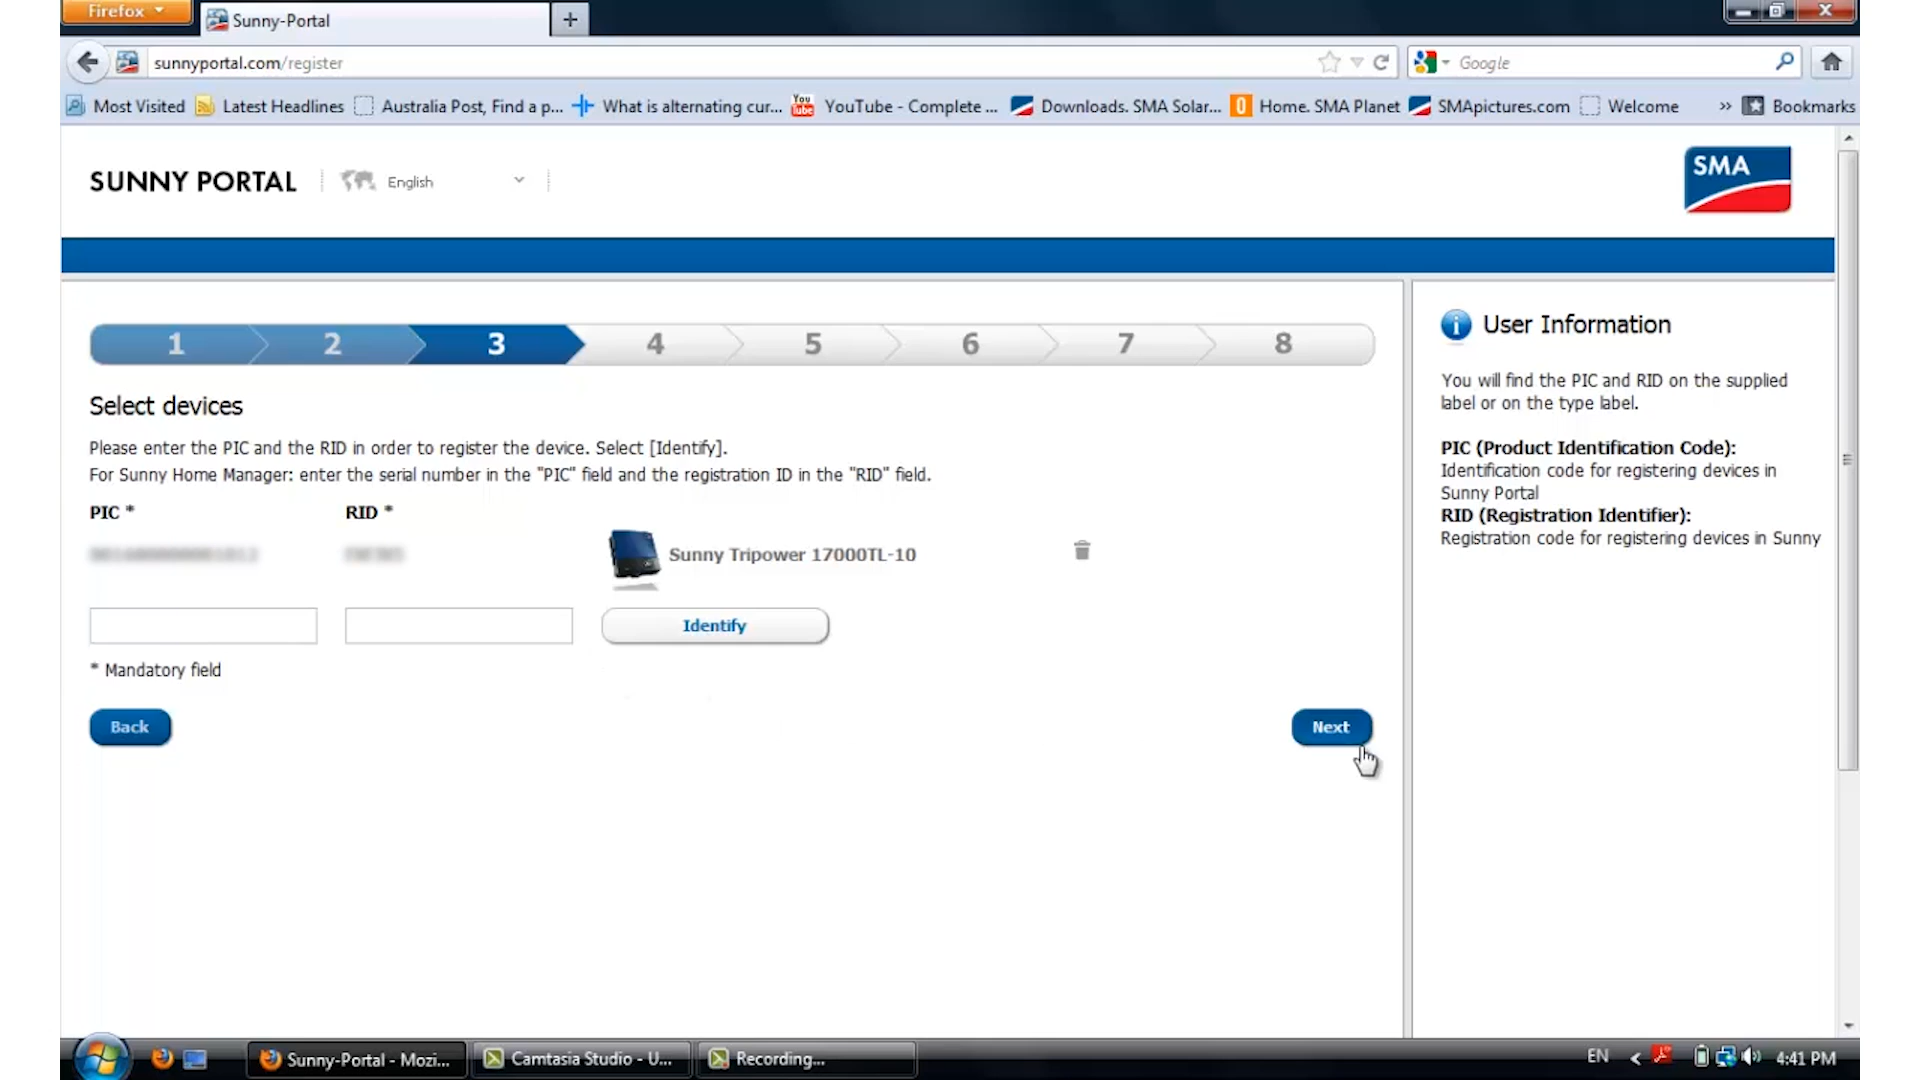 Firefox
Sunny-Portal
sunnyportal.com/register
Google
Most Visited
Latest Headlines
Australia Post, Find a p...
What is alternating cur...
You Tube
YouTube - Complete ...
Downloads. SMA Solar...
Home. SMA Planet
SMApictures.com
Welcome
»
Bookmarks
SUNNY PORTAL
English
SMA
1 2 3 4 5 6 7 8
Select devices
Please enter the PIC and the RID in order to register the device. Select [Identify].
For Sunny Home Manager: enter the serial number in the "PIC" field and the registration ID in the "RID" field.
PIC * RID *
Sunny Tripower 17000TL-10
Identify
* Mandatory field
Back
Next
User Information
You will find the PIC and RID on the supplied
label or on the type label.
PIC (Product Identification Code):
Identification code for registering devices in
Sunny Portal
RID (Registration Identifier):
Registration code for registering devices in Sunny
Sunny-Portal - Mozi...
Camtasia Studio - U...
Recording...
EN
4:41 PM